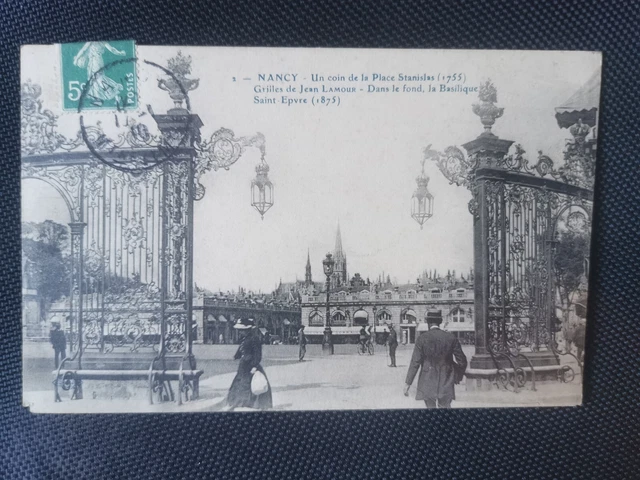 2 — NANCY - Un coin de la Place Stanislas (1755)
Grilles de Jean LAMOUR - Dans le fond, la Basilique
Saint-Epvre (1875)
5c
POSTES